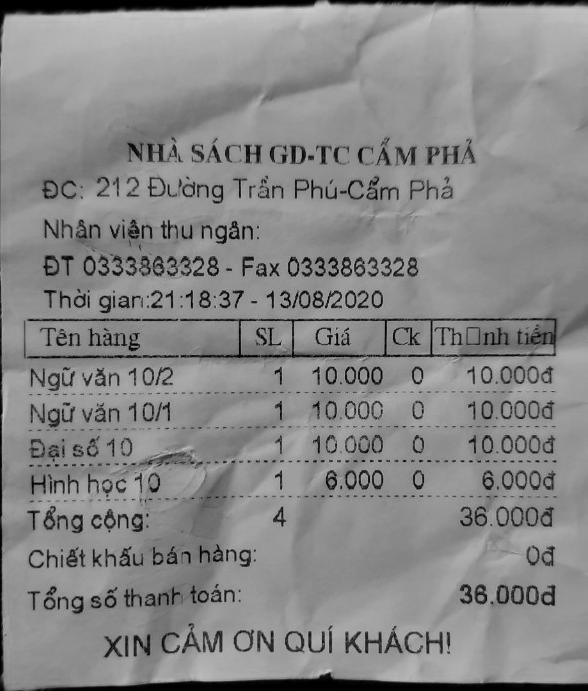 NHÀ SÁCH GD-TC CẨM PHẢ
ĐC: 212 Đường Trần Phú-Cẩm Phả
Nhân viên thu ngân:
ĐT 0333863328 - Fax 0333863328
Thời gian:21:18:37 - 13/08/2020
Tên hàng SL Giá Ck Th□nh tiền
Ngữ văn 10/2 1 10.000 0 10.000đ
Ngữ văn 10/1 1 10.000 0 10.000đ
Đại số 10 1 10.000 0 10.000đ
Hình học 10 1 6.000 0 6.000đ
Tổng cộng: 4 36.000đ
Chiết khấu bán hàng: 0đ
Tổng số thanh toán: 36.000đ
XIN CẢM ƠN QUÍ KHÁCH!